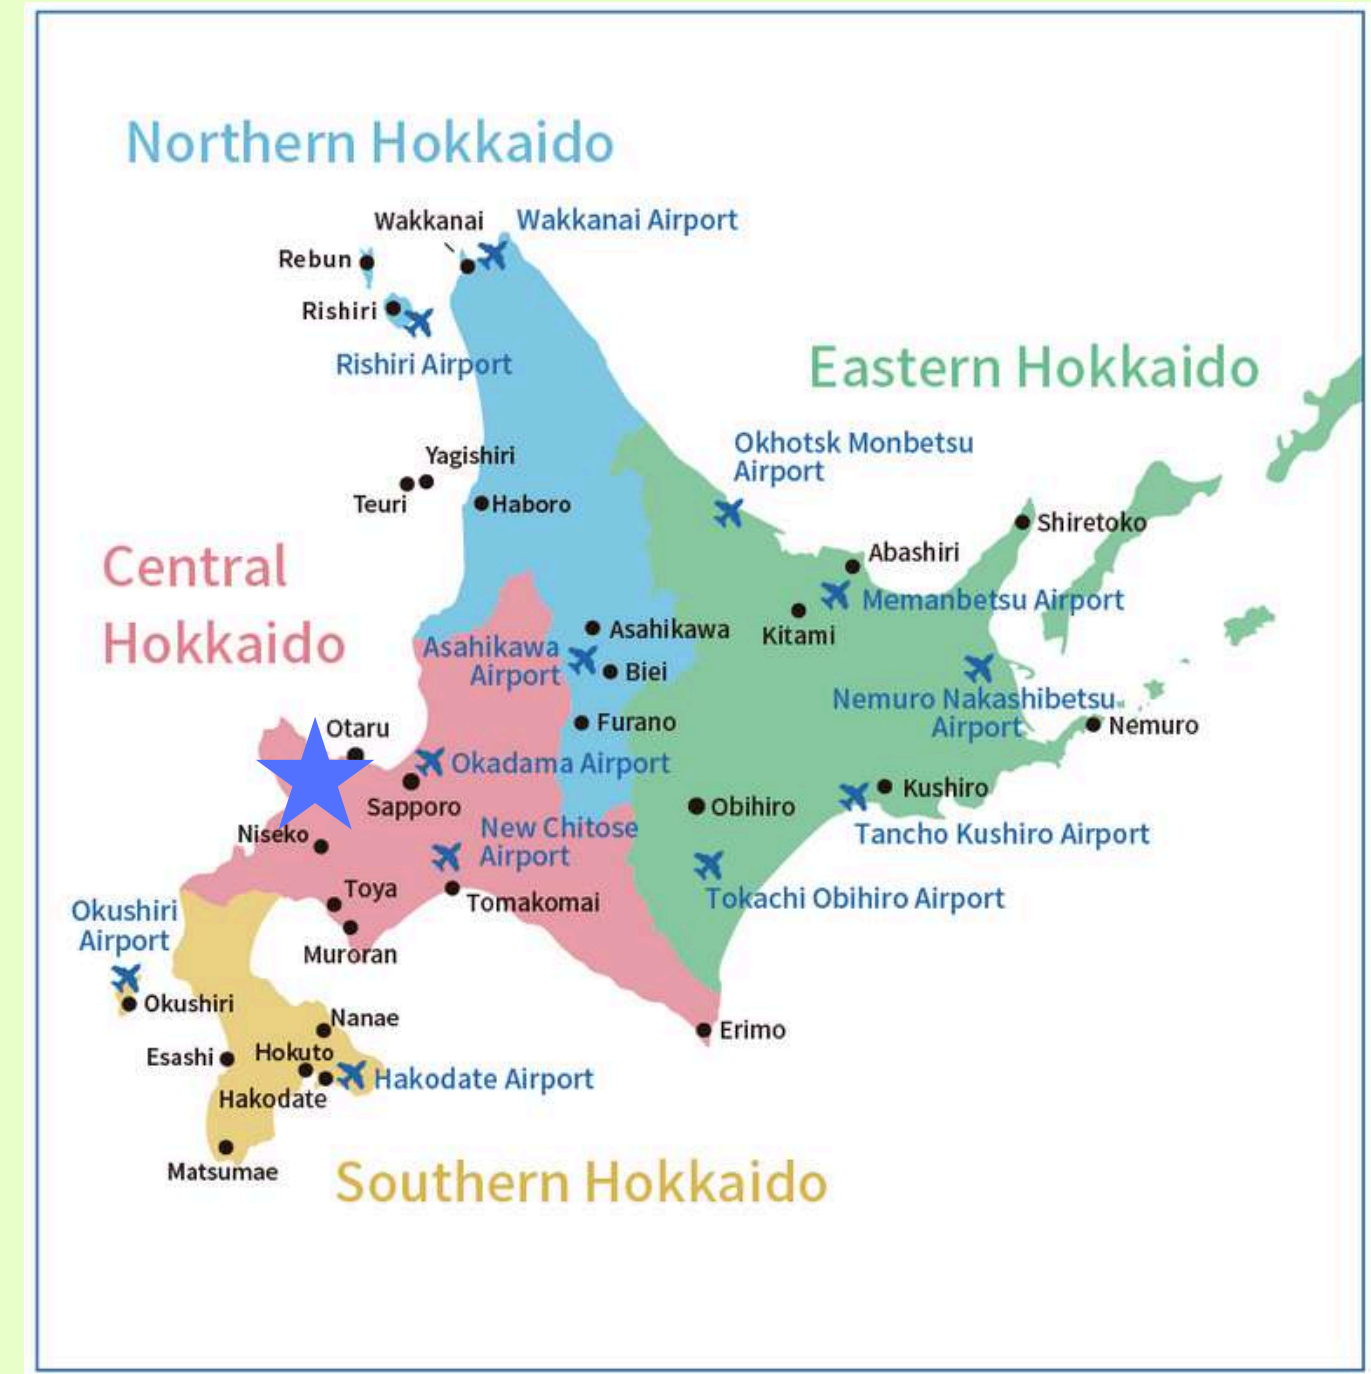 Northern Hokkaido
Wakkanai
Wakkanai Airport
Rebun
Rishiri
Rishiri Airport
Eastern Hokkaido
Okhotsk Monbetsu
Airport
Yagishiri
Teuri
Haboro
Shiretoko
Central
Hokkaido
Abashiri
Memanbetsu Airport
Kitami
Asahikawa
Asahikawa
Airport
Biei
Nemuro Nakashibetsu
Airport
Nemuro
Furano
Otaru
Okadama Airport
Sapporo
Obihiro
Kushiro
Tancho Kushiro Airport
Niseko
New Chitose
Airport
Toya
Tomakomai
Tokachi Obihiro Airport
Okushiri
Airport
Muroran
Okushiri
Nanae
Erimo
Esashi
Hokuto
Hakodate Airport
Hakodate
Matsumae
Southern Hokkaido